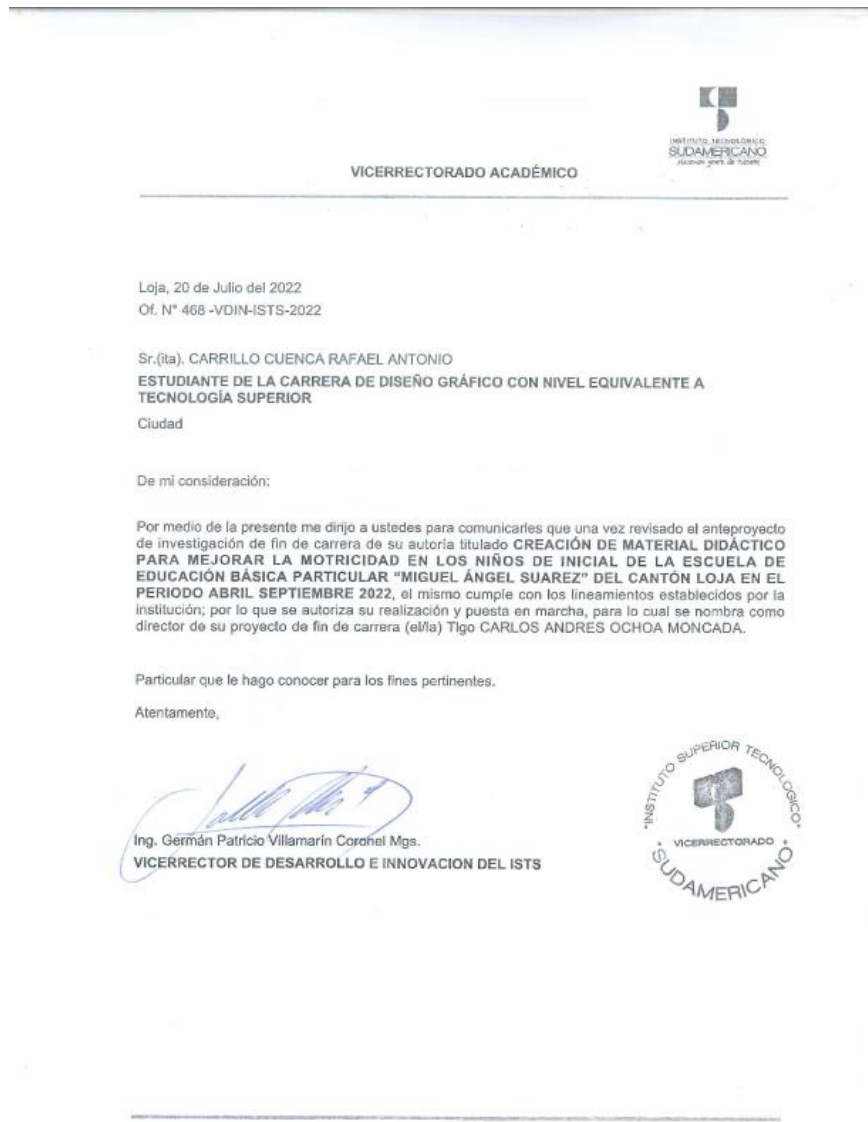 INSTITUTO TECNOLÓGICO
SUDAMERICANO
Hacemos gente de talento
VICERRECTORADO ACADÉMICO
Loja, 20 de Julio del 2022
Of. N° 468 -VDIN-ISTS-2022
Sr.(ita). CARRILLO CUENCA RAFAEL ANTONIO
ESTUDIANTE DE LA CARRERA DE DISEÑO GRÁFICO CON NIVEL EQUIVALENTE A
TECNOLOGÍA SUPERIOR
Ciudad
De mi consideración:
Por medio de la presente me dirijo a ustedes para comunicarles que una vez revisado el anteproyecto
de investigación de fin de carrera de su autoría titulado CREACIÓN DE MATERIAL DIDÁCTICO
PARA MEJORAR LA MOTRICIDAD EN LOS NIÑOS DE INICIAL DE LA ESCUELA DE
EDUCACIÓN BÁSICA PARTICULAR “MIGUEL ÁNGEL SUAREZ” DEL CANTÓN LOJA EN EL
PERIODO ABRIL SEPTIEMBRE 2022, el mismo cumple con los lineamientos establecidos por la
institución; por lo que se autoriza su realización y puesta en marcha, para lo cual se nombra como
director de su proyecto de fin de carrera (el/la) Tlgo CARLOS ANDRES OCHOA MONCADA.
Particular que le hago conocer para los fines pertinentes.
Atentamente,
Ing. Germán Patricio Villamarín Coronel Mgs.
VICERRECTOR DE DESARROLLO E INNOVACION DEL ISTS
"INSTITUTO SUPERIOR TECNOLOGICO"
VICERRECTORADO
SUDAMERICANO